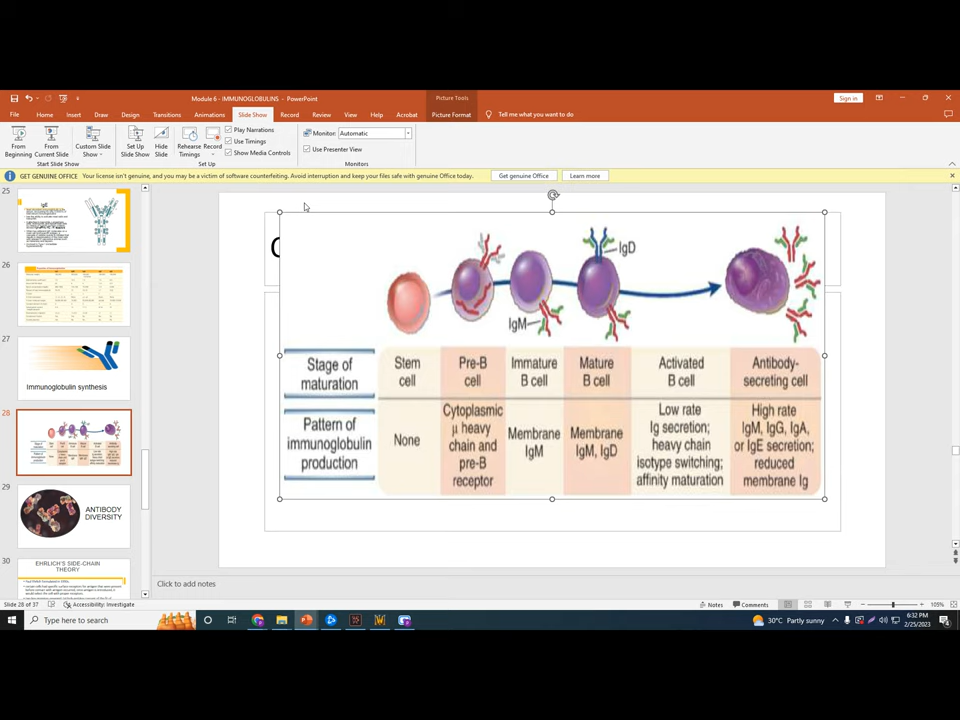 Module 6 - IMMUNOGLOBULINS - PowerPoint
Picture Tools
Sign in
File Home Insert Draw Design Transitions Animations Slide Show Record Review View Help Acrobat Picture Format Tell me what you want to do
From Beginning
From Current Slide
Custom Slide Show
Set Up Slide Show
Hide Slide
Rehearse Timings
Record
Play Narrations
Use Timings
Show Media Controls
Monitor: Automatic
Use Presenter View
Start Slide Show
Set Up
Monitors
GET GENUINE OFFICE Your license isn't genuine, and you may be a victim of software counterfeiting. Avoid interruption and keep your files safe with genuine Office today. Get genuine Office Learn more
25
IgE
26
27
Immunoglobulin synthesis
28
29
ANTIBODY
DIVERSITY
30
EHRLICH'S SIDE-CHAIN
THEORY
IgD
IgM
Stage of
maturation
Stem
cell
Pre-B
cell
Immature
B cell
Mature
B cell
Activated
B cell
Antibody-
secreting cell
Pattern of
immunoglobulin
production
None
Cytoplasmic
μ heavy
chain and
pre-B
receptor
Membrane
IgM
Membrane
IgM, IgD
Low rate
Ig secretion;
heavy chain
isotype switching;
affinity maturation
High rate
IgM, IgG, IgA,
or IgE secretion;
reduced
membrane Ig
Click to add notes
Slide 28 of 37 Accessibility: Investigate Notes Comments 105%
Type here to search
30°C Partly sunny
6:32 PM
2/25/2023